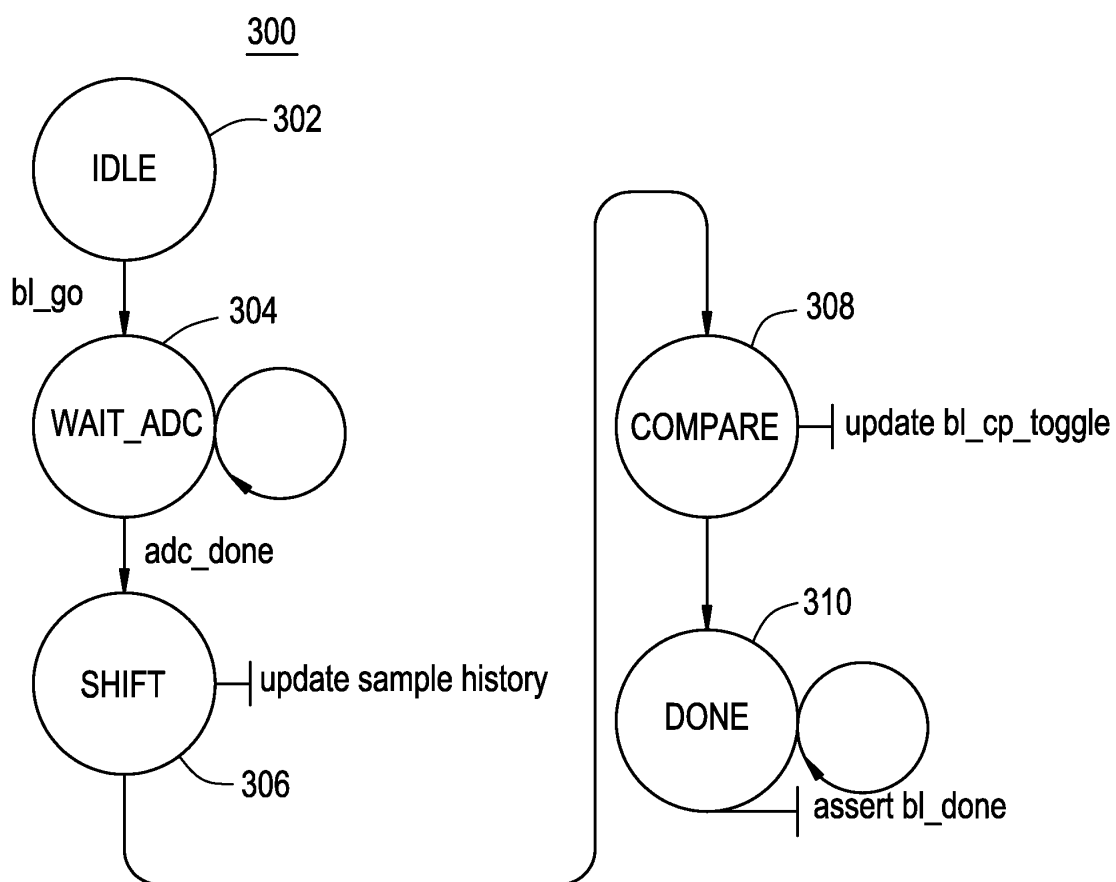 300
302
IDLE
bl_go
304
WAIT_ADC
adc_done
SHIFT
update sample history
306
308
COMPARE
update bl_cp_toggle
310
DONE
assert bl_done